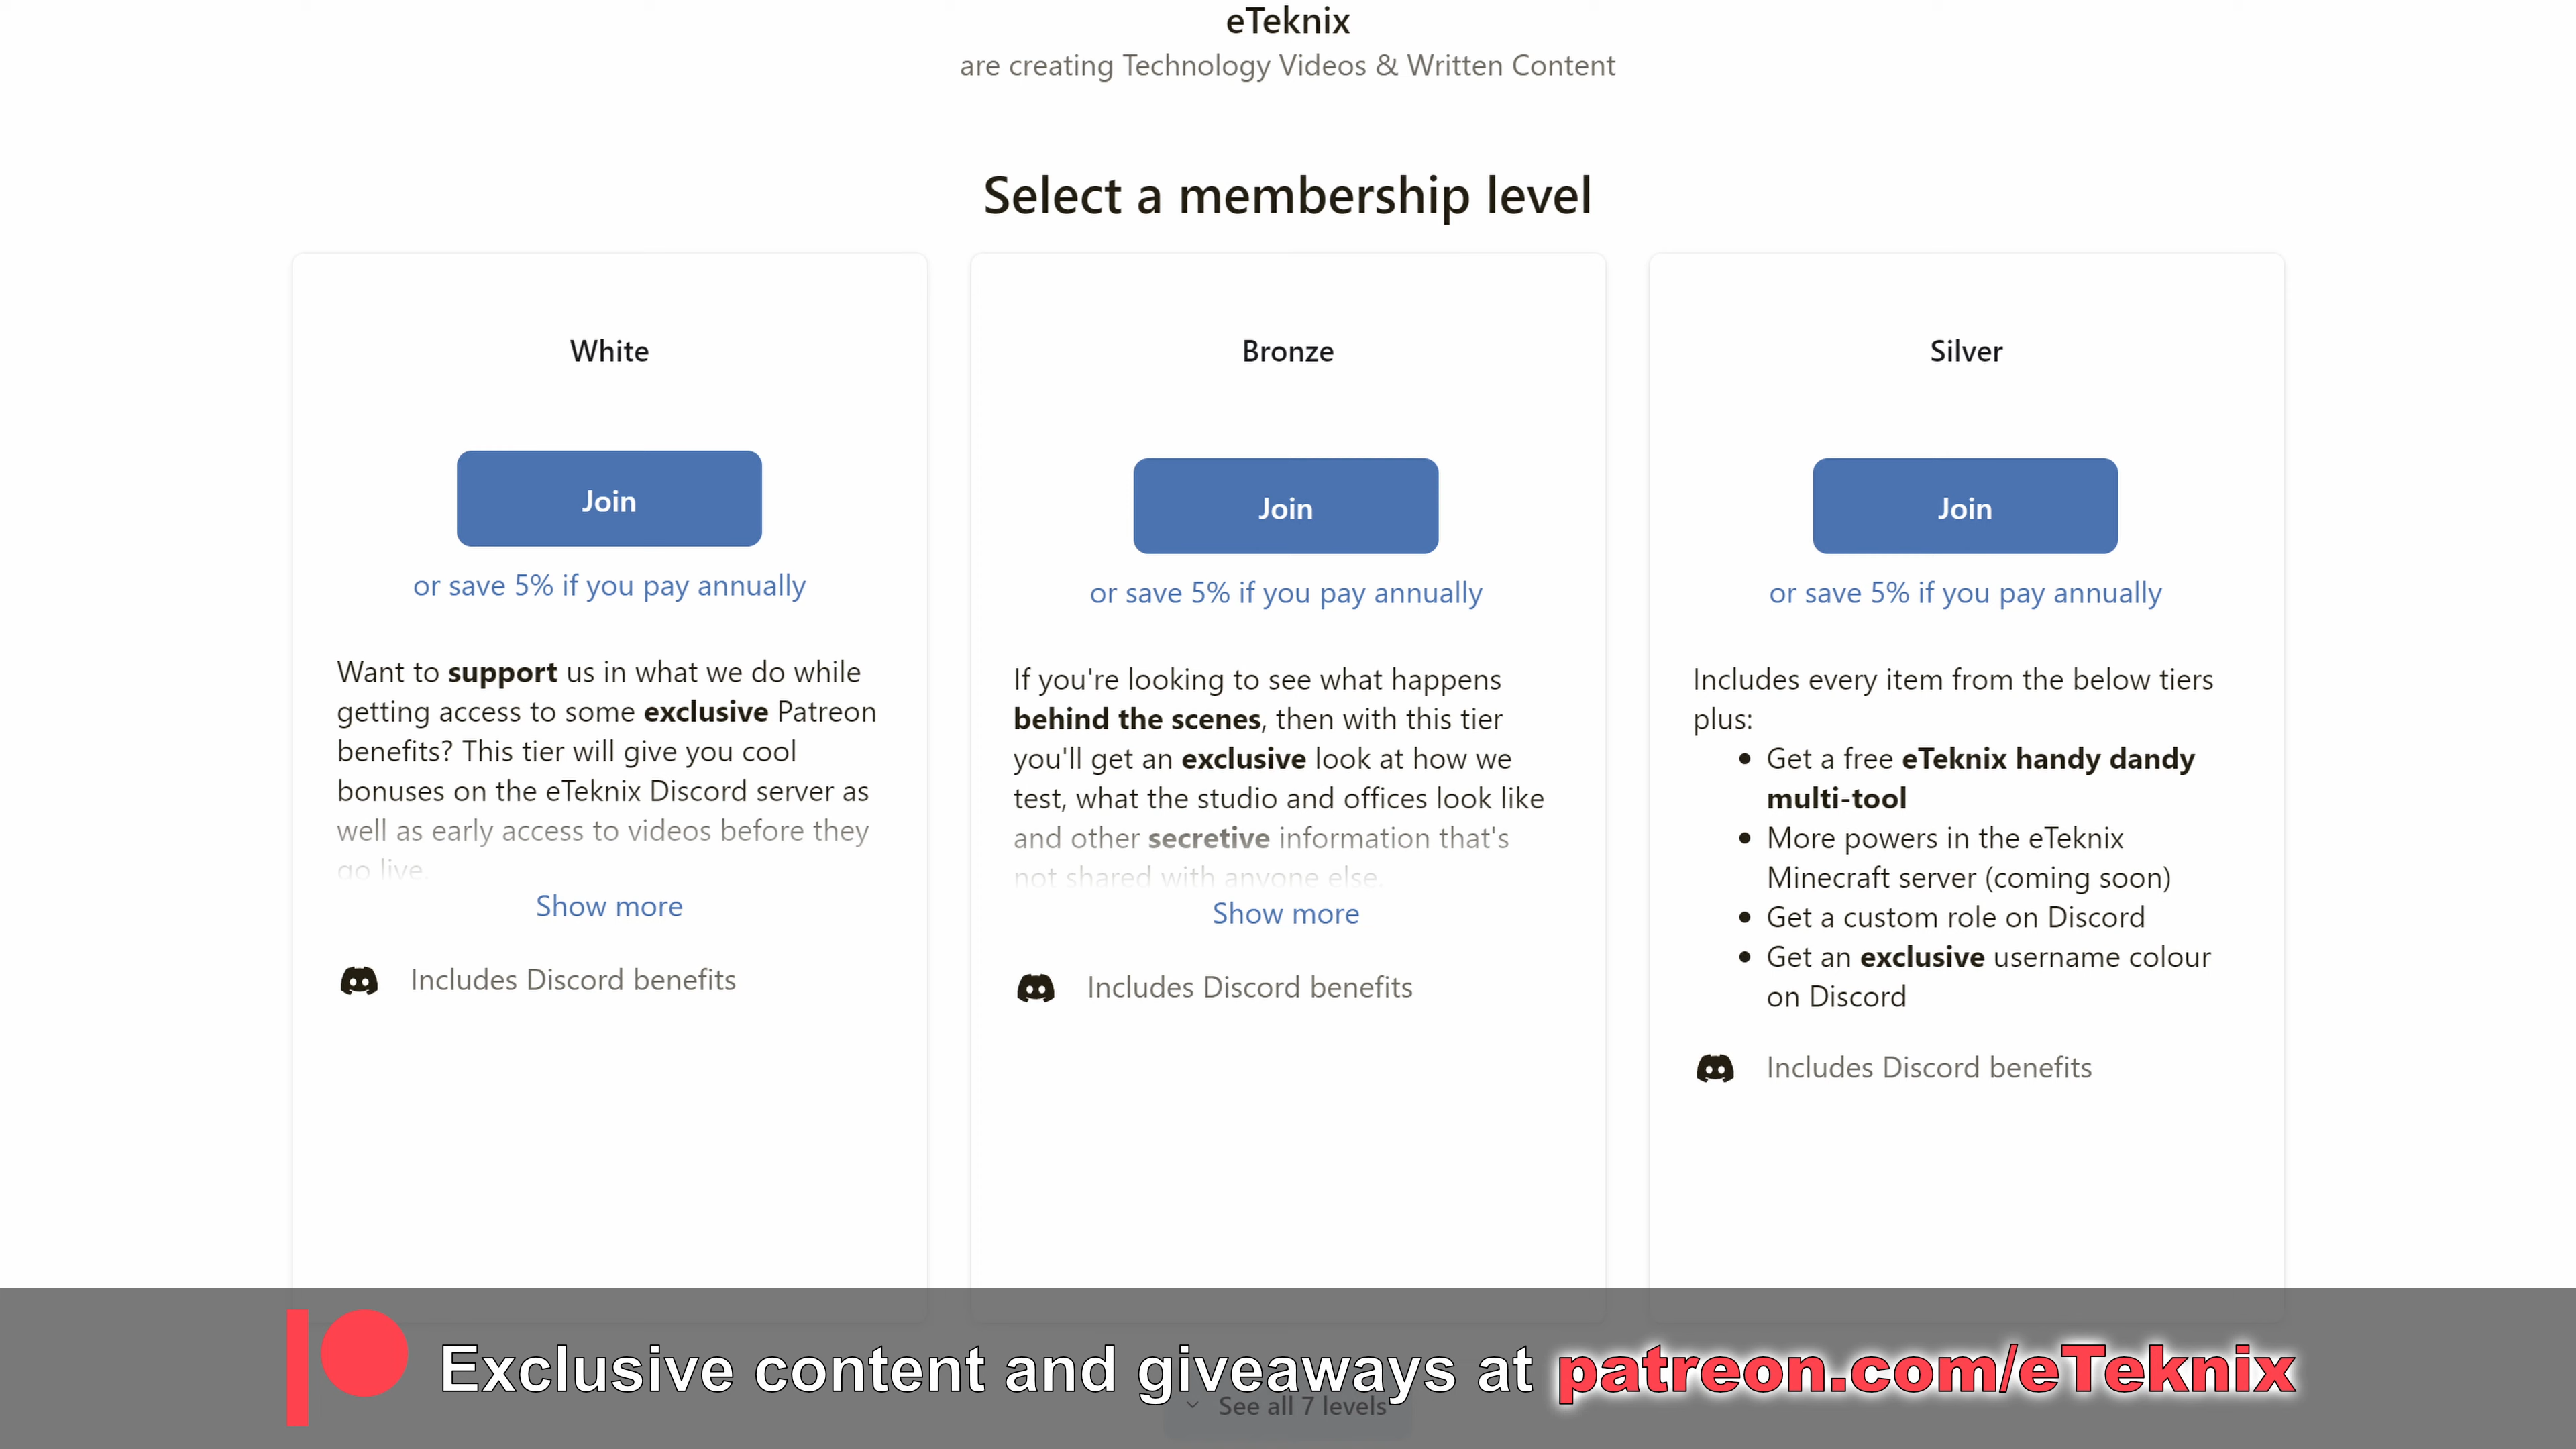 eTeknix
are creating Technology Videos & Written Content
Select a membership level
White
Join
or save 5% if you pay annually
Want to support us in what we do while
getting access to some exclusive Patreon
benefits? This tier will give you cool
bonuses on the eTeknix Discord server as
well as early access to videos before they
go live.
Show more
Includes Discord benefits
Bronze
Join
or save 5% if you pay annually
If you're looking to see what happens
behind the scenes, then with this tier
you'll get an exclusive look at how we
test, what the studio and offices look like
and other secretive information that's
not shared with anyone else.
Show more
Includes Discord benefits
Silver
Join
or save 5% if you pay annually
Includes every item from the below tiers
plus:
• Get a free eTeknix handy dandy
multi-tool
• More powers in the eTeknix
Minecraft server (coming soon)
• Get a custom role on Discord
• Get an exclusive username colour
on Discord
Includes Discord benefits
Exclusive content and giveaways at patreon.com/eTeknix
See all 7 levels